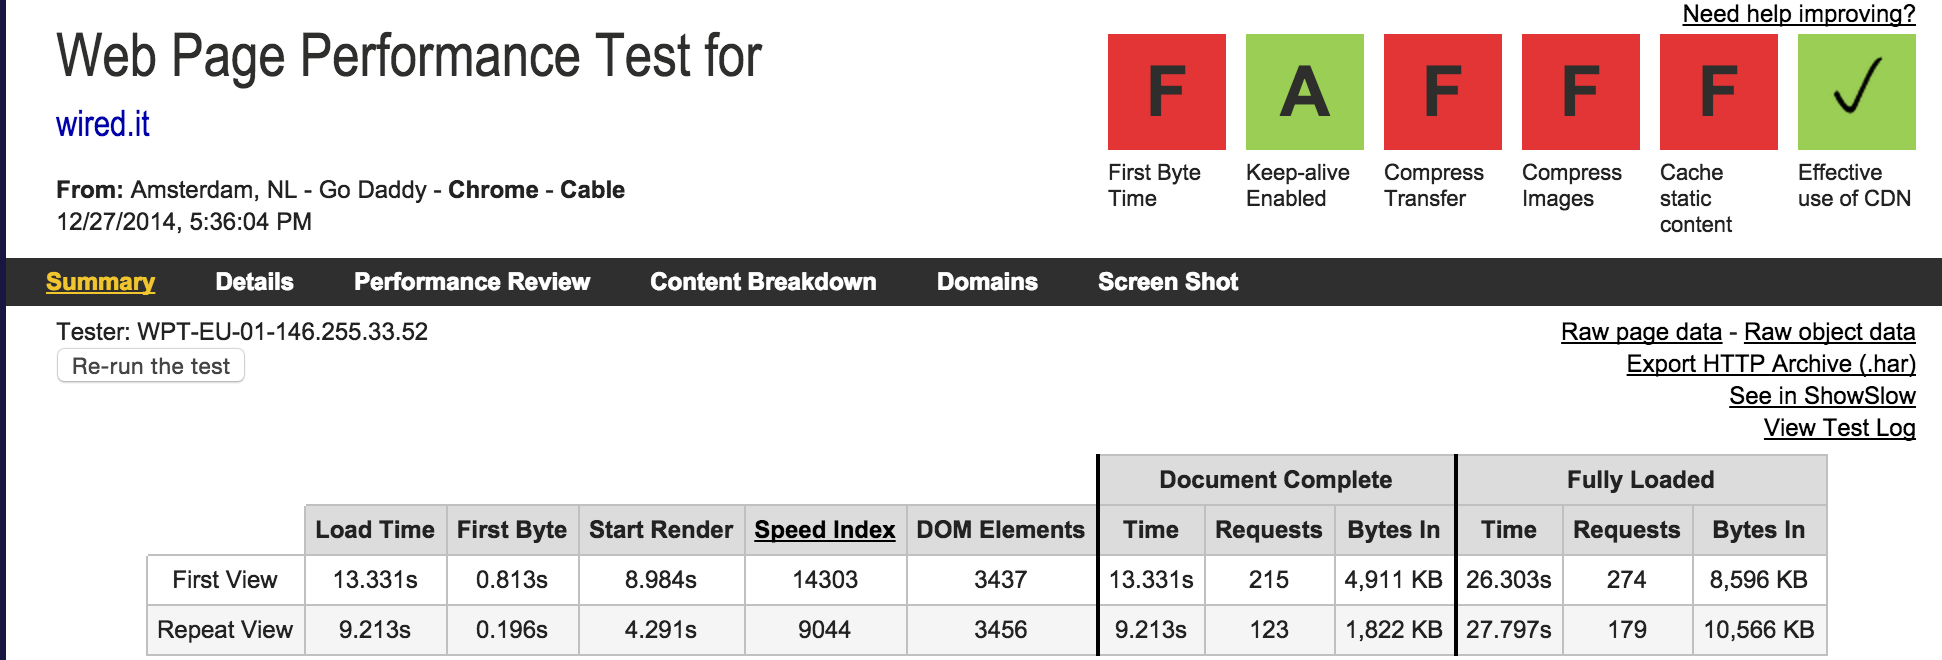 Need help improving?
Web Page Performance Test for
wired.it
From: Amsterdam, NL - Go Daddy - Chrome - Cable
12/27/2014, 5:36:04 PM
F A F F F ✓
First Byte Time
Keep-alive Enabled
Compress Transfer
Compress Images
Cache static content
Effective use of CDN
Summary Details Performance Review Content Breakdown Domains Screen Shot
Tester: WPT-EU-01-146.255.33.52
Re-run the test
Raw page data - Raw object data
Export HTTP Archive (.har)
See in ShowSlow
View Test Log
Document Complete Fully Loaded
Load Time First Byte Start Render Speed Index DOM Elements Time Requests Bytes In Time Requests Bytes In
First View 13.331s 0.813s 8.984s 14303 3437 13.331s 215 4,911 KB 26.303s 274 8,596 KB
Repeat View 9.213s 0.196s 4.291s 9044 3456 9.213s 123 1,822 KB 27.797s 179 10,566 KB